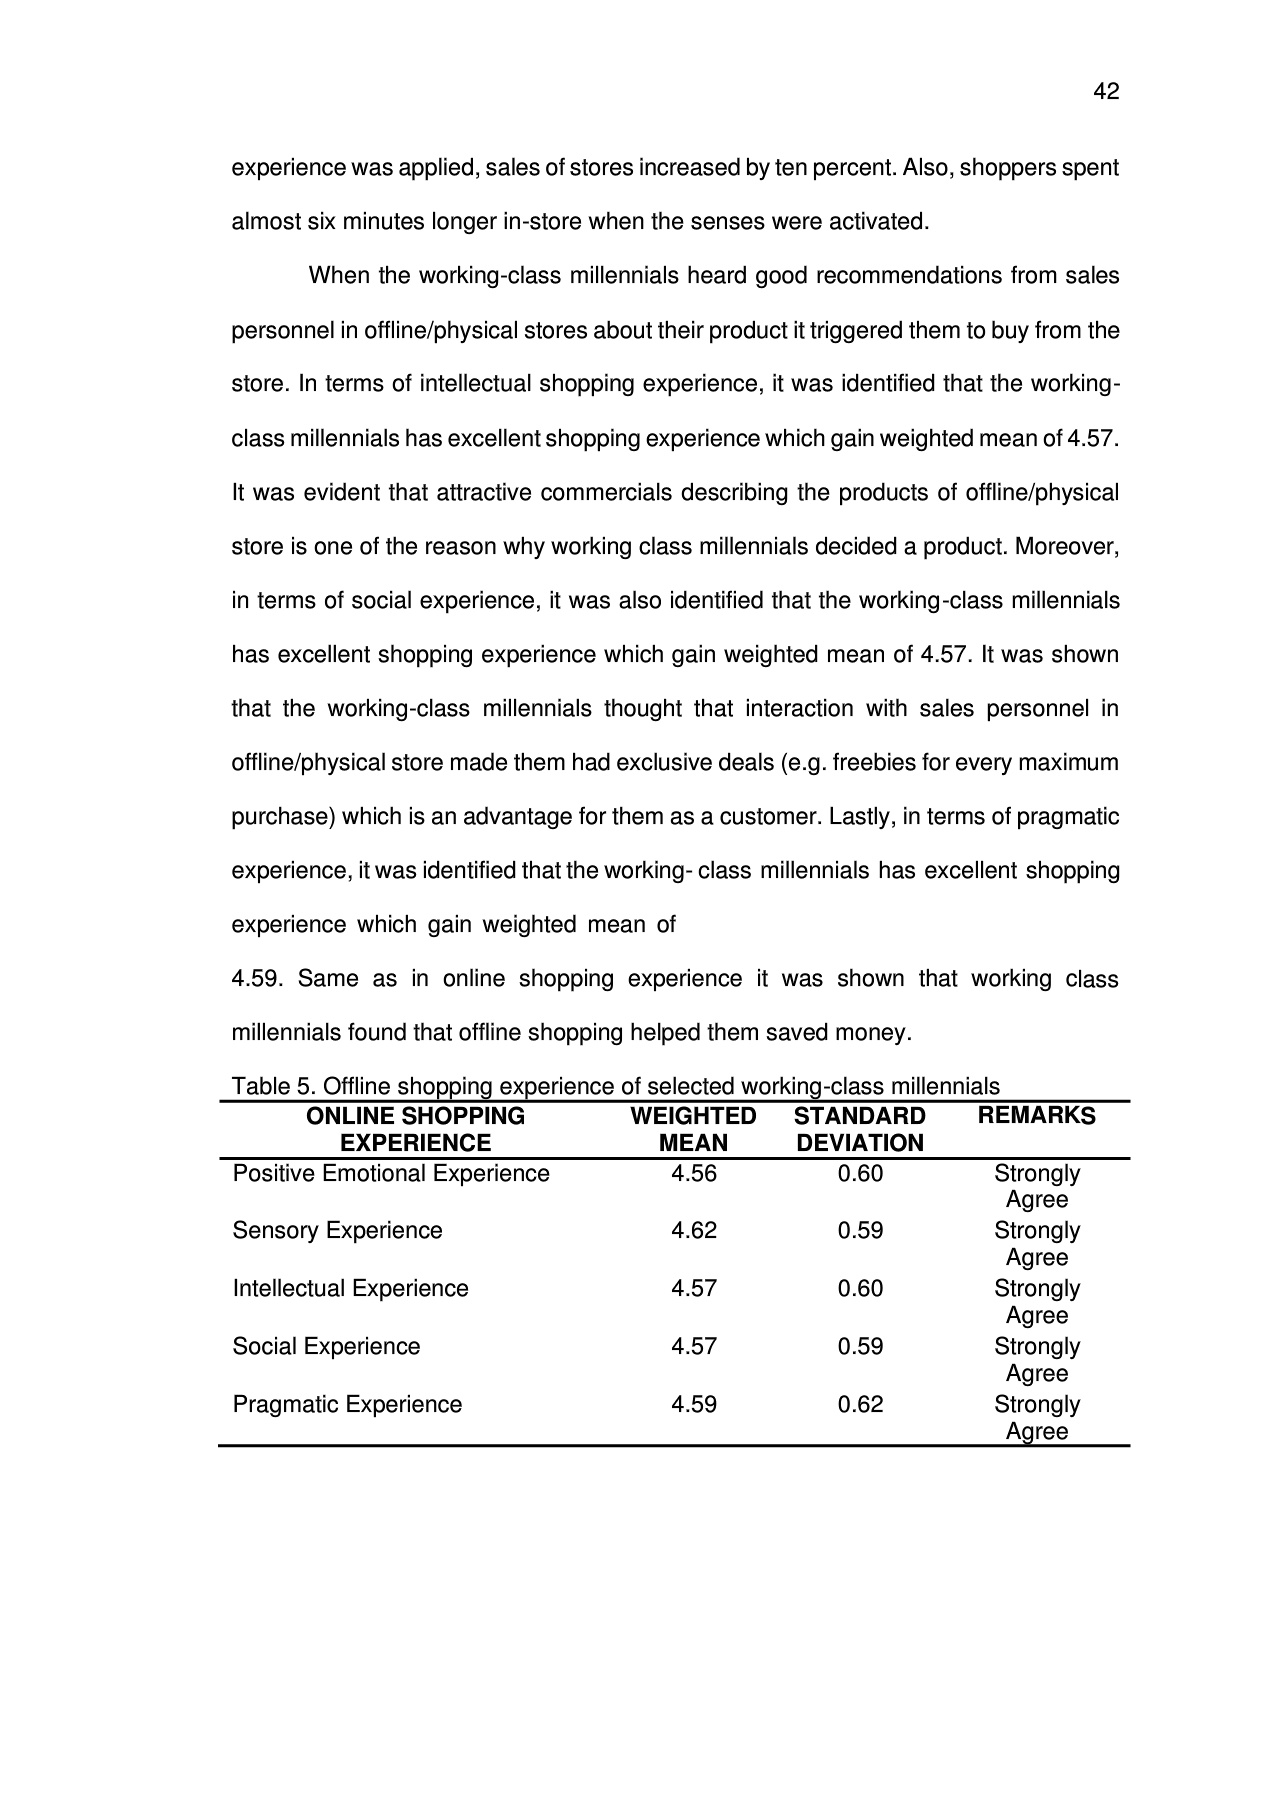 42
experience was applied, sales of stores increased by ten percent. Also, shoppers spent
almost six minutes longer in-store when the senses were activated.
When the working-class millennials heard good recommendations from sales
personnel in offline/physical stores about their product it triggered them to buy from the
store. In terms of intellectual shopping experience, it was identified that the working-
class millennials has excellent shopping experience which gain weighted mean of 4.57.
It was evident that attractive commercials describing the products of offline/physical
store is one of the reason why working class millennials decided a product. Moreover,
in terms of social experience, it was also identified that the working-class millennials
has excellent shopping experience which gain weighted mean of 4.57. It was shown
that the working-class millennials thought that interaction with sales personnel in
offline/physical store made them had exclusive deals (e.g. freebies for every maximum
purchase) which is an advantage for them as a customer. Lastly, in terms of pragmatic
experience, it was identified that the working- class millennials has excellent shopping
experience which gain weighted mean of
4.59. Same as in online shopping experience it was shown that working class
millennials found that offline shopping helped them saved money.
Table 5. Offline shopping experience of selected working-class millennials
ONLINE SHOPPING WEIGHTED STANDARD REMARKS
EXPERIENCE MEAN DEVIATION
Positive Emotional Experience 4.56 0.60 Strongly
Agree
Sensory Experience 4.62 0.59 Strongly
Agree
Intellectual Experience 4.57 0.60 Strongly
Agree
Social Experience 4.57 0.59 Strongly
Agree
Pragmatic Experience 4.59 0.62 Strongly
Agree